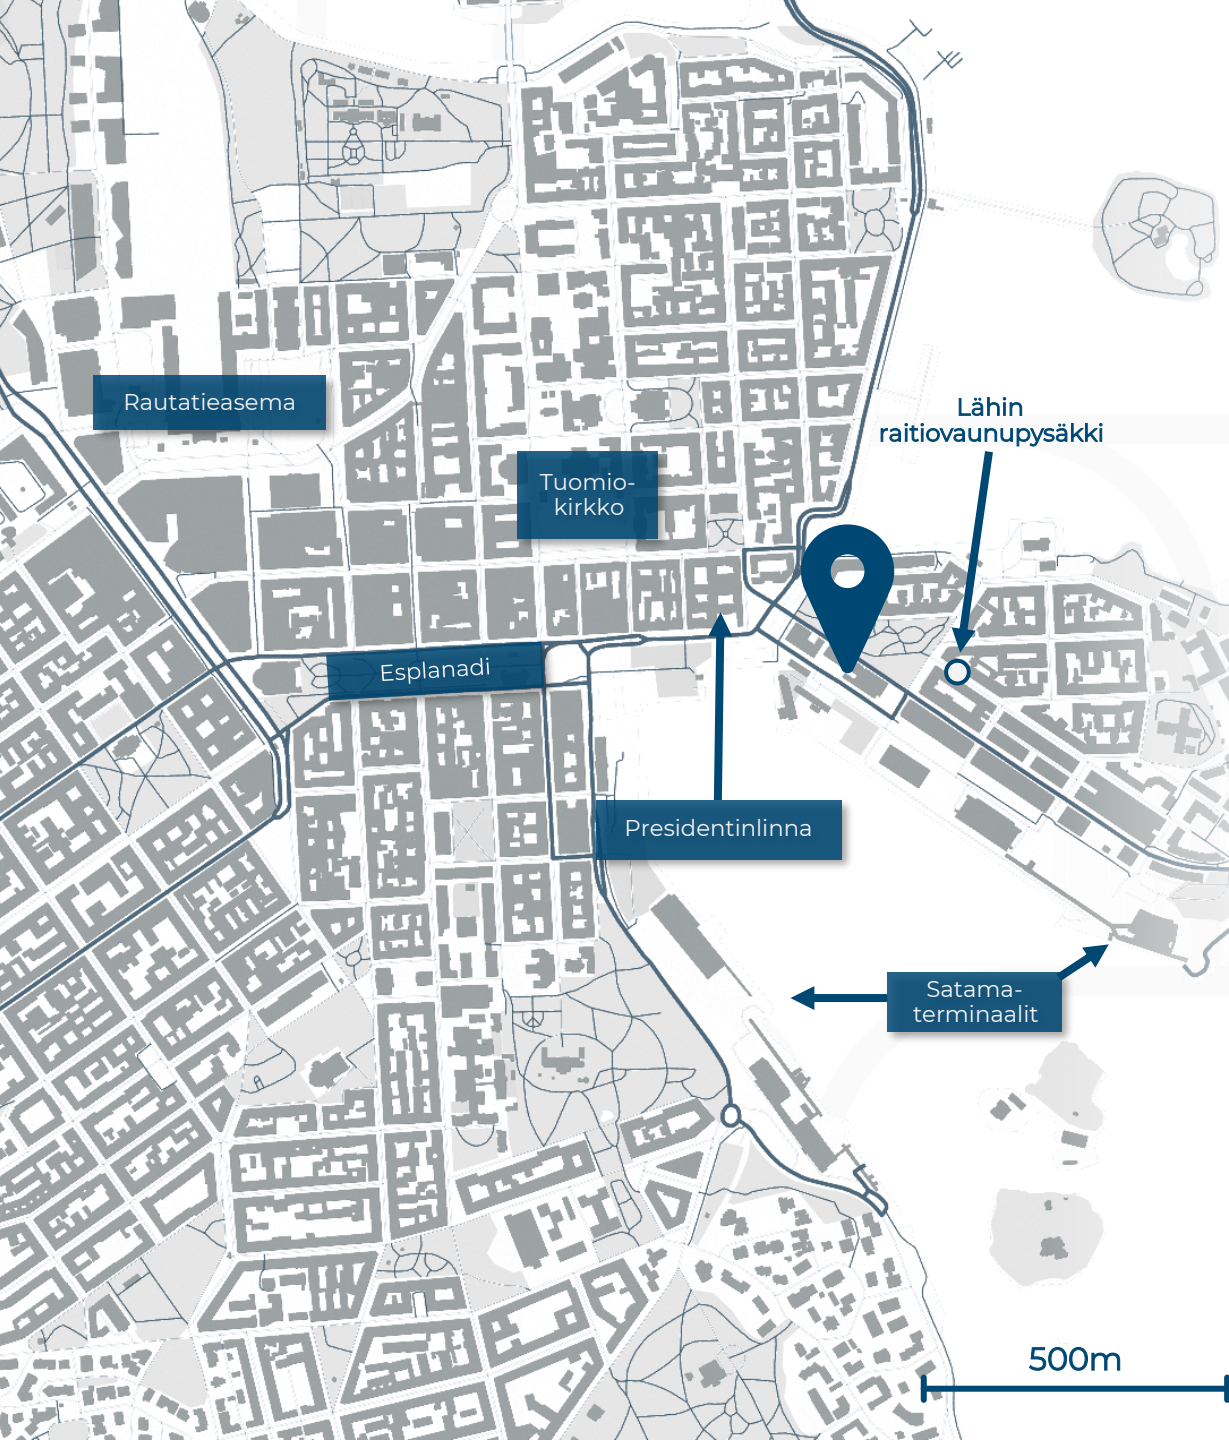 Rautatieasema
Lähin
raitiovaunupysäkki
Tuomio-
kirkko
Esplanadi
Presidentinlinna
Satama-
terminaalit
500m